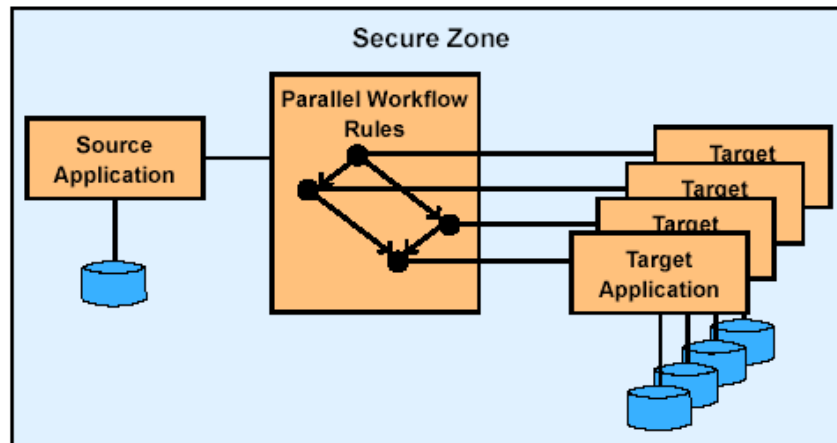 Secure Zone
Parallel Workflow
Rules
Source
Application
Target
Target
Target
Target
Application